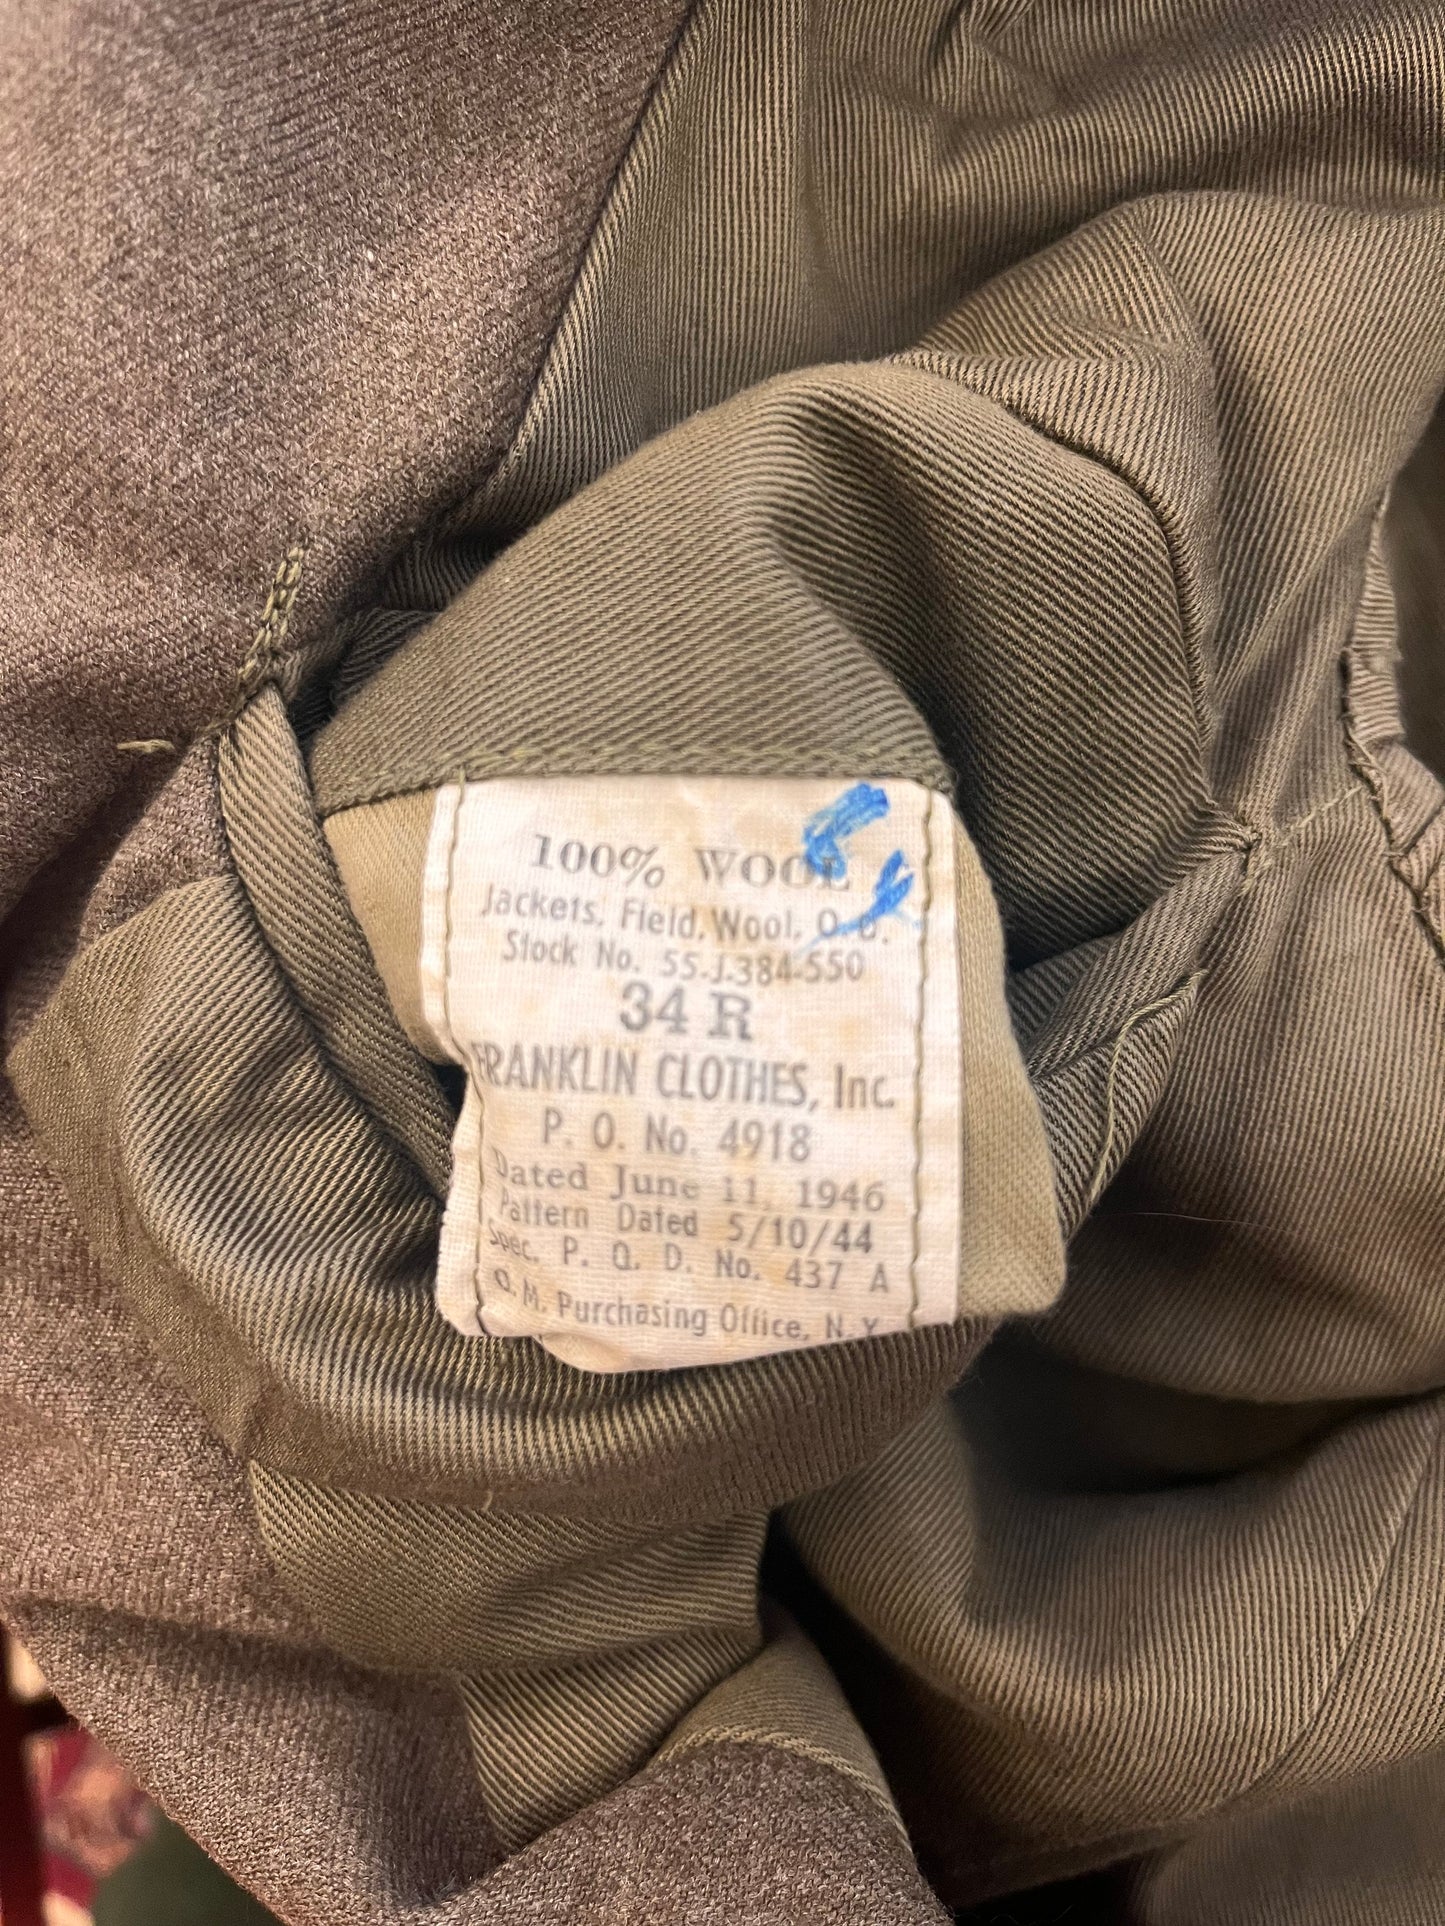 100% WOOL
Jackets, Field, Wool, O.D.
Stock No. 55-J-384-550
34 R
FRANKLIN CLOTHES, Inc.
P. O. No. 4918
Dated June 11, 1946
Pattern Dated 5/10/44
Spec. P. Q. D. No. 437 A
Q.M. Purchasing Office, N.Y.